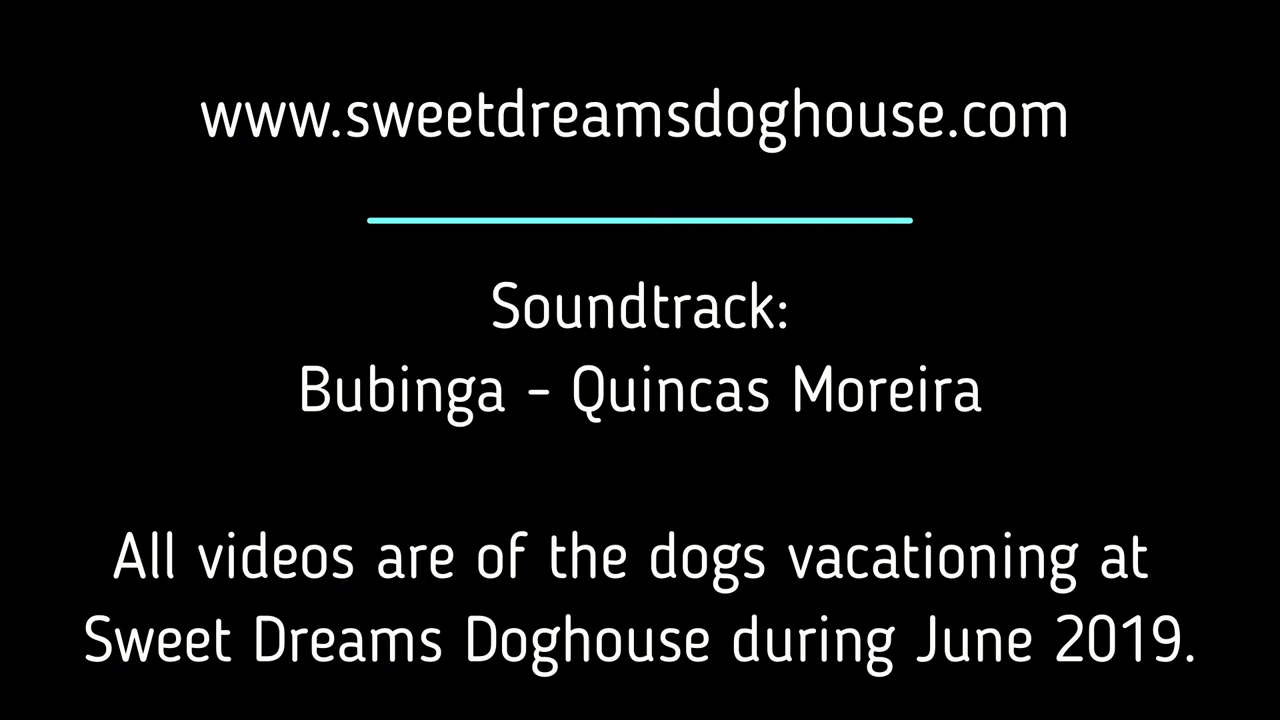 www.sweetdreamsdoghouse.com
Soundtrack:
Bubinga - Quincas Moreira
All videos are of the dogs vacationing at
Sweet Dreams Doghouse during June 2019.